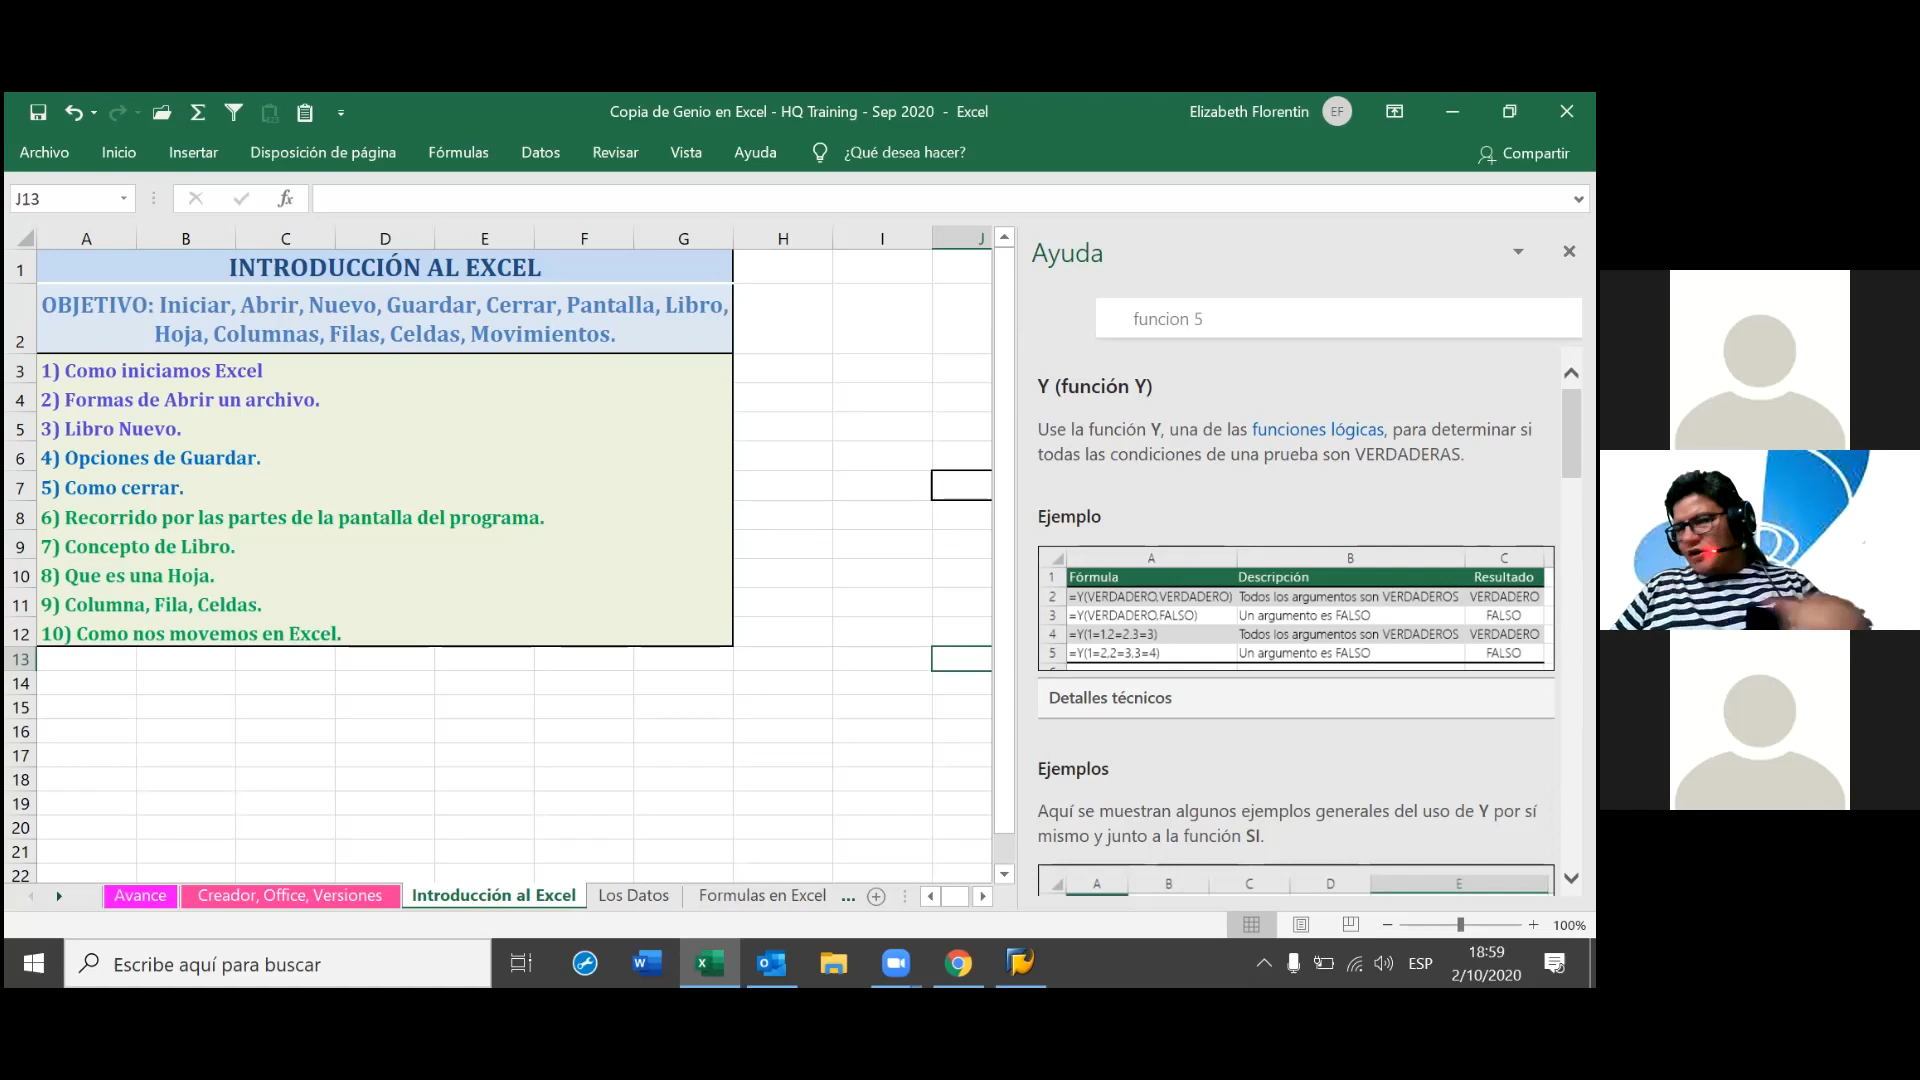 Copia de Genio en Excel - HQ Training - Sep 2020 - Excel
Elizabeth Florentin
EF
Archivo
Inicio
Insertar
Disposición de página
Fórmulas
Datos
Revisar
Vista
Ayuda
¿Qué desea hacer?
Compartir
J13
fx
A B C D E F G H I J
1
INTRODUCCIÓN AL EXCEL
2
OBJETIVO: Iniciar, Abrir, Nuevo, Guardar, Cerrar, Pantalla, Libro,
Hoja, Columnas, Filas, Celdas, Movimientos.
3 1) Como iniciamos Excel
4 2) Formas de Abrir un archivo.
5 3) Libro Nuevo.
6 4) Opciones de Guardar.
7 5) Como cerrar.
8 6) Recorrido por las partes de la pantalla del programa.
9 7) Concepto de Libro.
10 8) Que es una Hoja.
11 9) Columna, Fila, Celdas.
12 10) Como nos movemos en Excel.
13
14
15
16
17
18
19
20
21
22
Ayuda
funcion 5
Y (función Y)
Use la función Y, una de las funciones lógicas, para determinar si
todas las condiciones de una prueba son VERDADERAS.
Ejemplo
A B C
1 Fórmula Descripción Resultado
2 =Y(VERDADERO,VERDADERO) Todos los argumentos son VERDADEROS VERDADERO
3 =Y(VERDADERO,FALSO) Un argumento es FALSO FALSO
4 =Y(1=1,2=2,3=3) Todos los argumentos son VERDADEROS VERDADERO
5 =Y(1=2,2=3,3=4) Un argumento es FALSO FALSO
Detalles técnicos
Ejemplos
Aquí se muestran algunos ejemplos generales del uso de Y por sí
mismo y junto a la función SI.
A B C D E
Avance
Creador, Office, Versiones
Introducción al Excel
Los Datos
Formulas en Excel
...
100%
Escribe aquí para buscar
ESP
18:59
2/10/2020